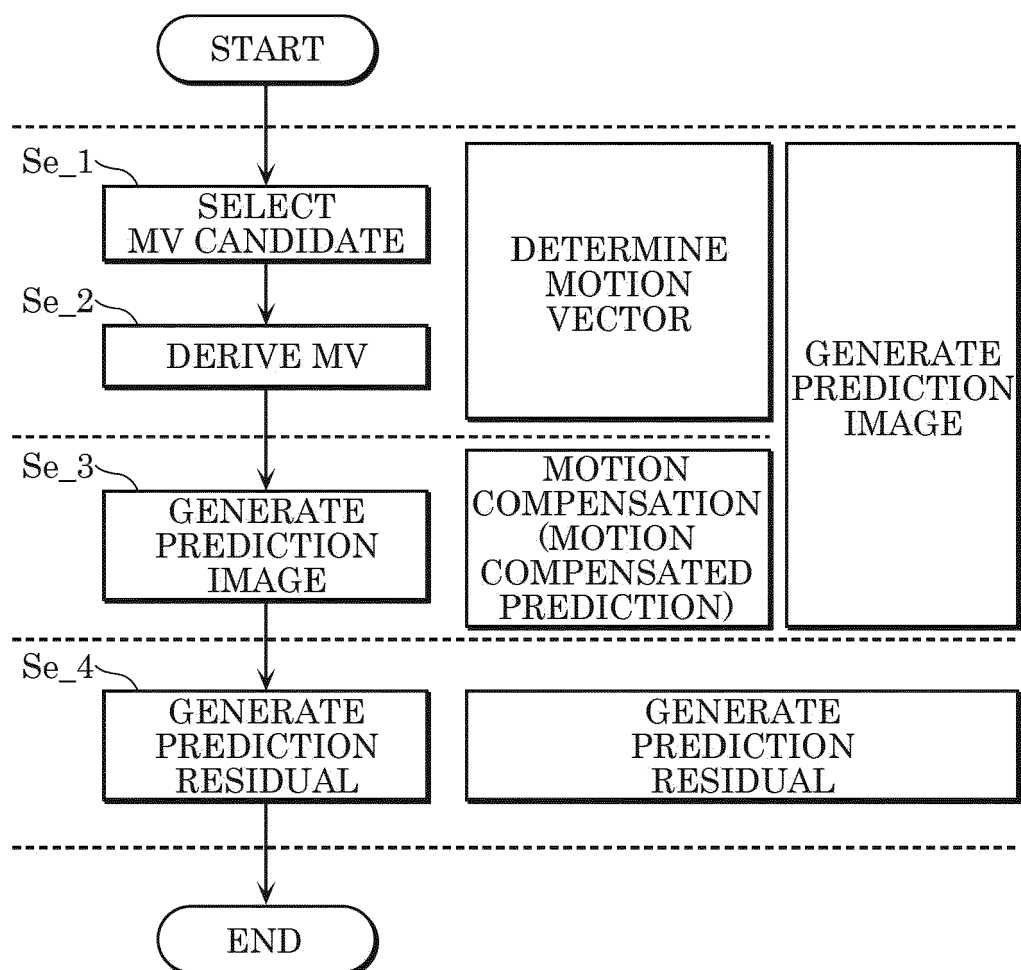 START
Se_1
SELECT
MV CANDIDATE
Se_2
DERIVE MV
DETERMINE
MOTION
VECTOR
GENERATE
PREDICTION
IMAGE
Se_3
GENERATE
PREDICTION
IMAGE
MOTION
COMPENSATION
(MOTION
COMPENSATED
PREDICTION)
Se_4
GENERATE
PREDICTION
RESIDUAL
GENERATE
PREDICTION
RESIDUAL
END